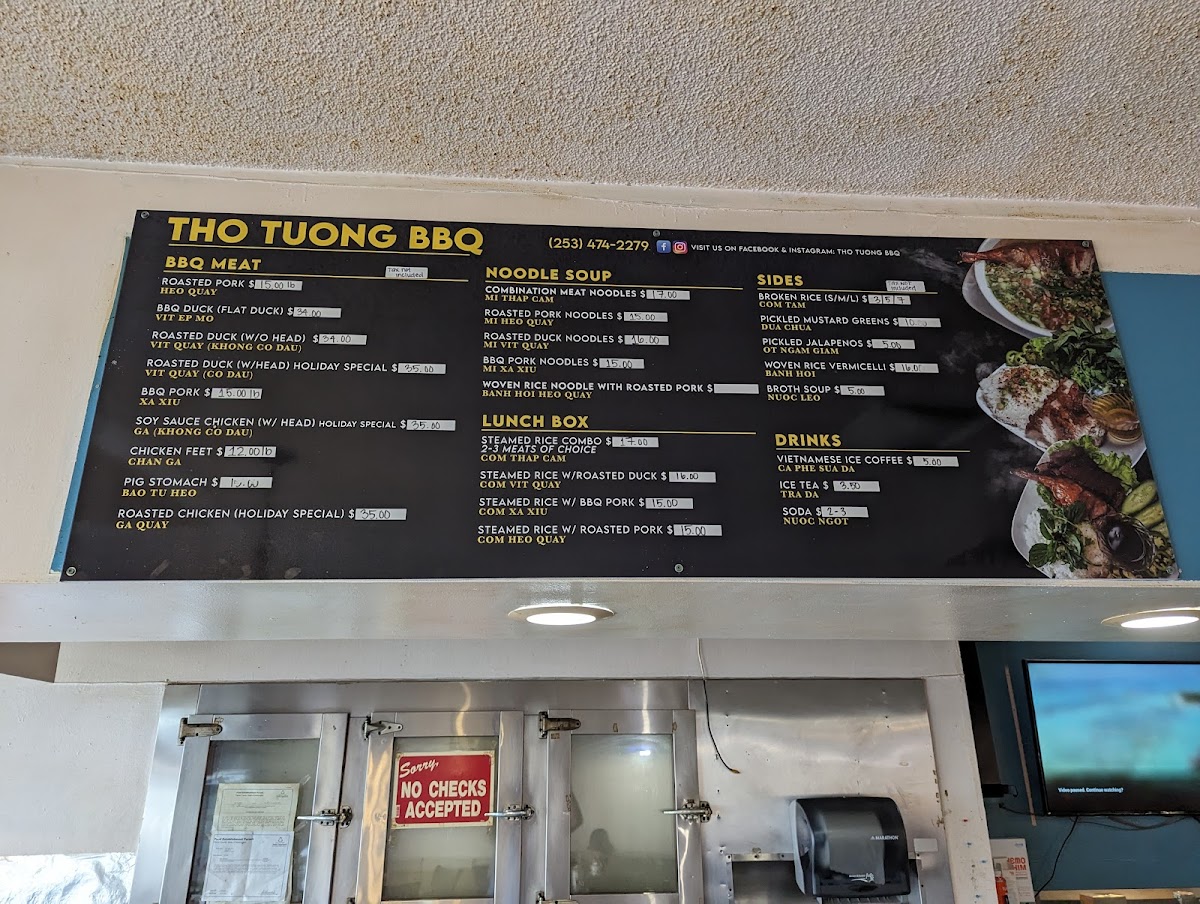 THO TUONG BBQ
(253) 474-2279
VISIT US ON FACEBOOK & INSTAGRAM: THO TUONG BBQ
BBQ MEAT
Tax not
included
ROASTED PORK $ 15.00 lb
HEO QUAY
BBQ DUCK (FLAT DUCK) $ 34.00
VIT EP MO
ROASTED DUCK (W/O HEAD) $ 34.00
VIT QUAY (KHONG CO DAU)
ROASTED DUCK (W/HEAD) HOLIDAY SPECIAL $ 35.00
VIT QUAY (CO DAU)
BBQ PORK $ 15.00 lb
XA XIU
SOY SAUCE CHICKEN (W/ HEAD) HOLIDAY SPECIAL $ 35.00
GA (KHONG CO DAU)
CHICKEN FEET $ 12.00 lb
CHAN GA
PIG STOMACH $
BAO TU HEO
ROASTED CHICKEN (HOLIDAY SPECIAL) $ 35.00
GA QUAY
NOODLE SOUP
COMBINATION MEAT NOODLES $ 17.00
MI THAP CAM
ROASTED PORK NOODLES $ 15.00
MI HEO QUAY
ROASTED DUCK NOODLES $ 16.00
MI VIT QUAY
BBQ PORK NOODLES $ 15.00
MI XA XIU
WOVEN RICE NOODLE WITH ROASTED PORK $
BANH HOI HEO QUAY
LUNCH BOX
STEAMED RICE COMBO $ 17.00
2-3 MEATS OF CHOICE
COM THAP CAM
STEAMED RICE W/ROASTED DUCK $ 16.00
COM VIT QUAY
STEAMED RICE W/ BBQ PORK $ 15.00
COM XA XIU
STEAMED RICE W/ ROASTED PORK $ 15.00
COM HEO QUAY
SIDES
Tax not
included
BROKEN RICE (S/M/L) $ 3|5|7
COM TAM
PICKLED MUSTARD GREENS $
DUA CHUA
PICKLED JALAPENOS $ 5.00
OT NGAM GIAM
WOVEN RICE VERMICELLI $ 16.00
BANH HOI
BROTH SOUP $ 5.00
NUOC LEO
DRINKS
VIETNAMESE ICE COFFEE $ 5.00
CA PHE SUA DA
ICE TEA $ 3.50
TRA DA
SODA $ 2-3
NUOC NGOT
Sorry,
NO CHECKS
ACCEPTED
Video paused. Continue watching?
MARATHON